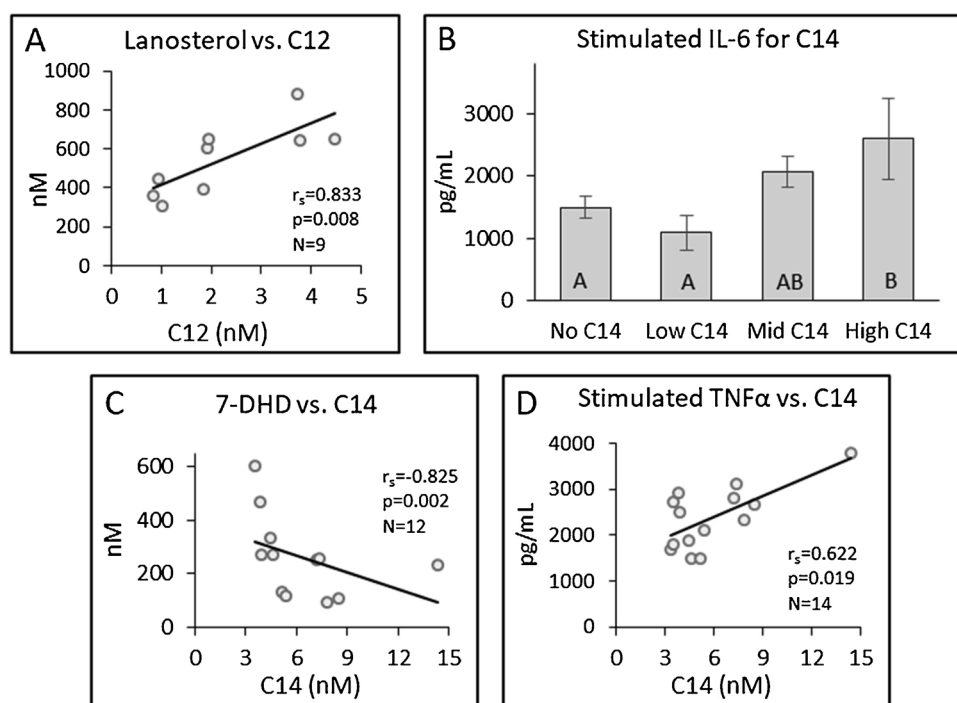 A
Lanosterol vs. C12
1000
800
600
400
200
0
nM
rs=0.833
p=0.008
N=9
0 1 2 3 4 5
C12 (nM)
B
Stimulated IL-6 for C14
3000
2000
1000
0
pg/mL
A A AB B
No C14 Low C14 Mid C14 High C14
C
7-DHD vs. C14
600
400
200
0
nM
rs=-0.825
p=0.002
N=12
0 3 6 9 12 15
C14 (nM)
D
Stimulated TNFα vs. C14
4000
3000
2000
1000
0
pg/mL
rs=0.622
p=0.019
N=14
0 3 6 9 12 15
C14 (nM)